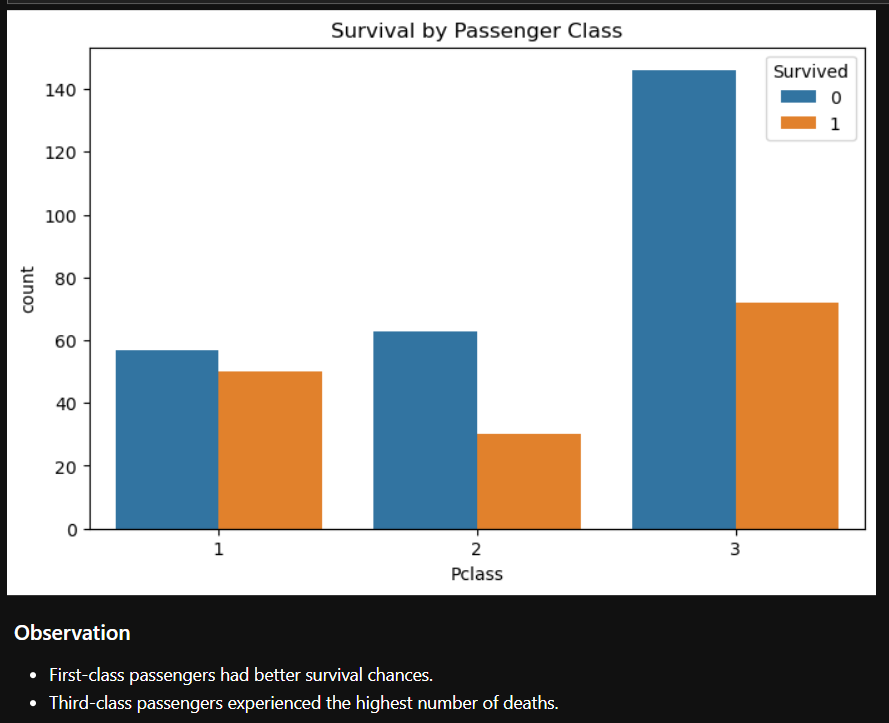 Survival by Passenger Class
Survived
0
1
140
120
100
80
60
40
20
0
count
1 2 3
Pclass
Observation
• First-class passengers had better survival chances.
• Third-class passengers experienced the highest number of deaths.